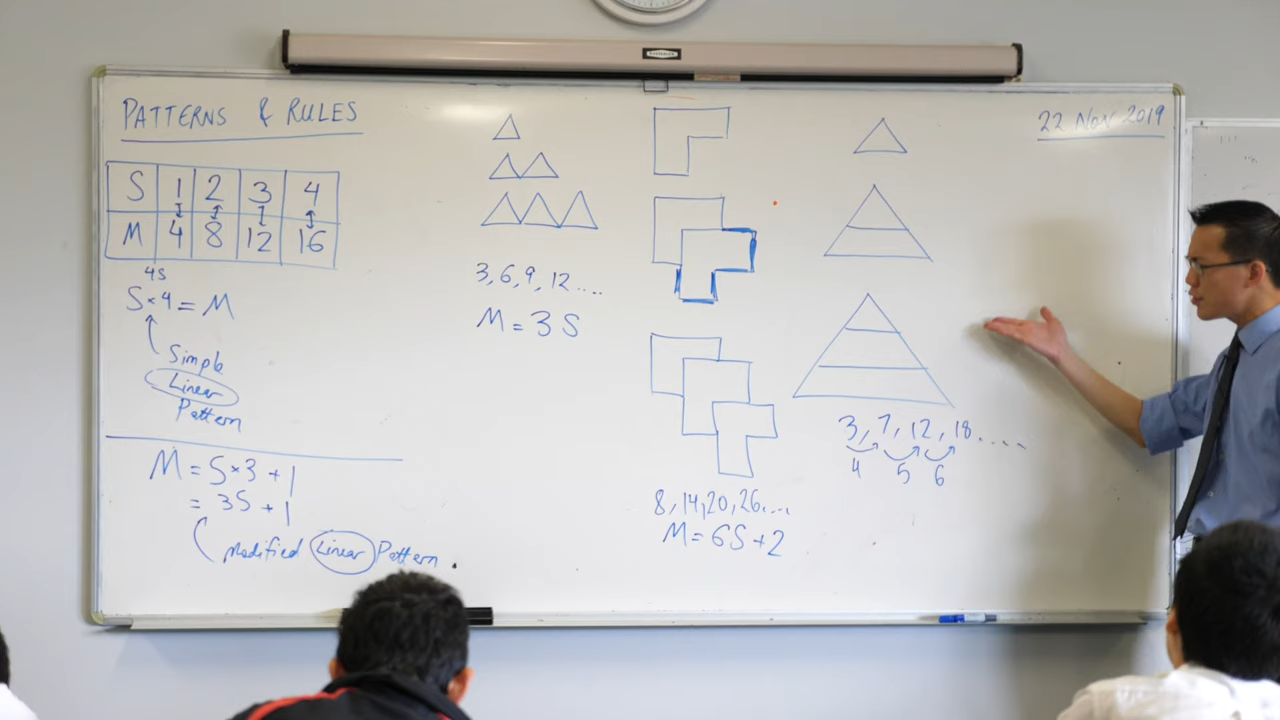 PATTERNS & RULES
22 Nov 2019
S 1 2 3 4
M 4 8 12 16
4S
S×4 = M
Simple
Linear
Pattern
M = S×3 + 1
= 3S + 1
Modified Linear Pattern.
3, 6, 9, 12....
M = 3S
8, 14, 20, 26...
M = 6S + 2
3, 7, 12, 18....
4 5 6